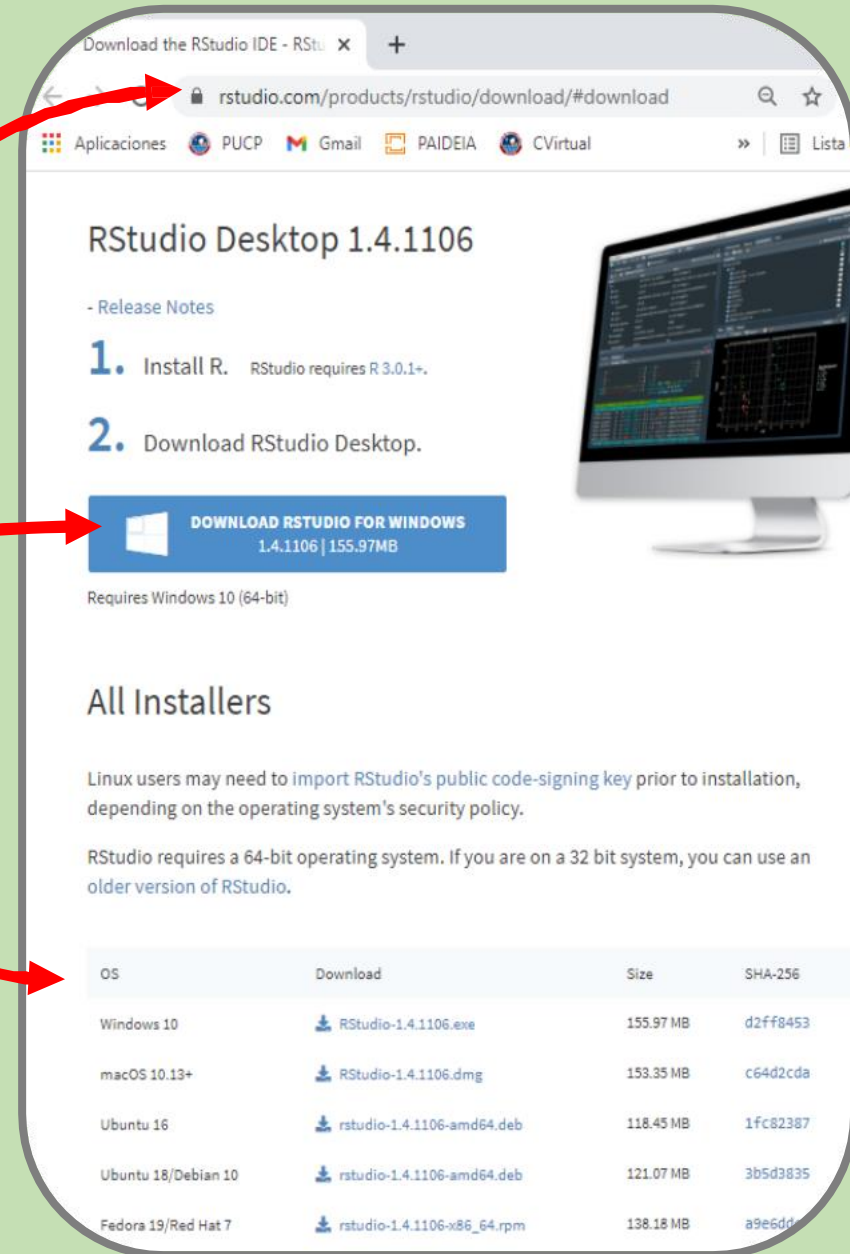 Download the RStudio IDE - RStu
rstudio.com/products/rstudio/download/#download
Aplicaciones PUCP Gmail PAIDEIA CVirtual » Lista
RStudio Desktop 1.4.1106
- Release Notes
1. Install R. RStudio requires R 3.0.1+.
2. Download RStudio Desktop.
DOWNLOAD RSTUDIO FOR WINDOWS
1.4.1106 | 155.97MB
Requires Windows 10 (64-bit)
All Installers
Linux users may need to import RStudio's public code-signing key prior to installation,
depending on the operating system's security policy.
RStudio requires a 64-bit operating system. If you are on a 32 bit system, you can use an
older version of RStudio.
OS Download Size SHA-256
Windows 10 RStudio-1.4.1106.exe 155.97 MB d2ff8453
macOS 10.13+ RStudio-1.4.1106.dmg 153.35 MB c64d2cda
Ubuntu 16 rstudio-1.4.1106-amd64.deb 118.45 MB 1fc82387
Ubuntu 18/Debian 10 rstudio-1.4.1106-amd64.deb 121.07 MB 3b5d3835
Fedora 19/Red Hat 7 rstudio-1.4.1106-x86_64.rpm 138.18 MB